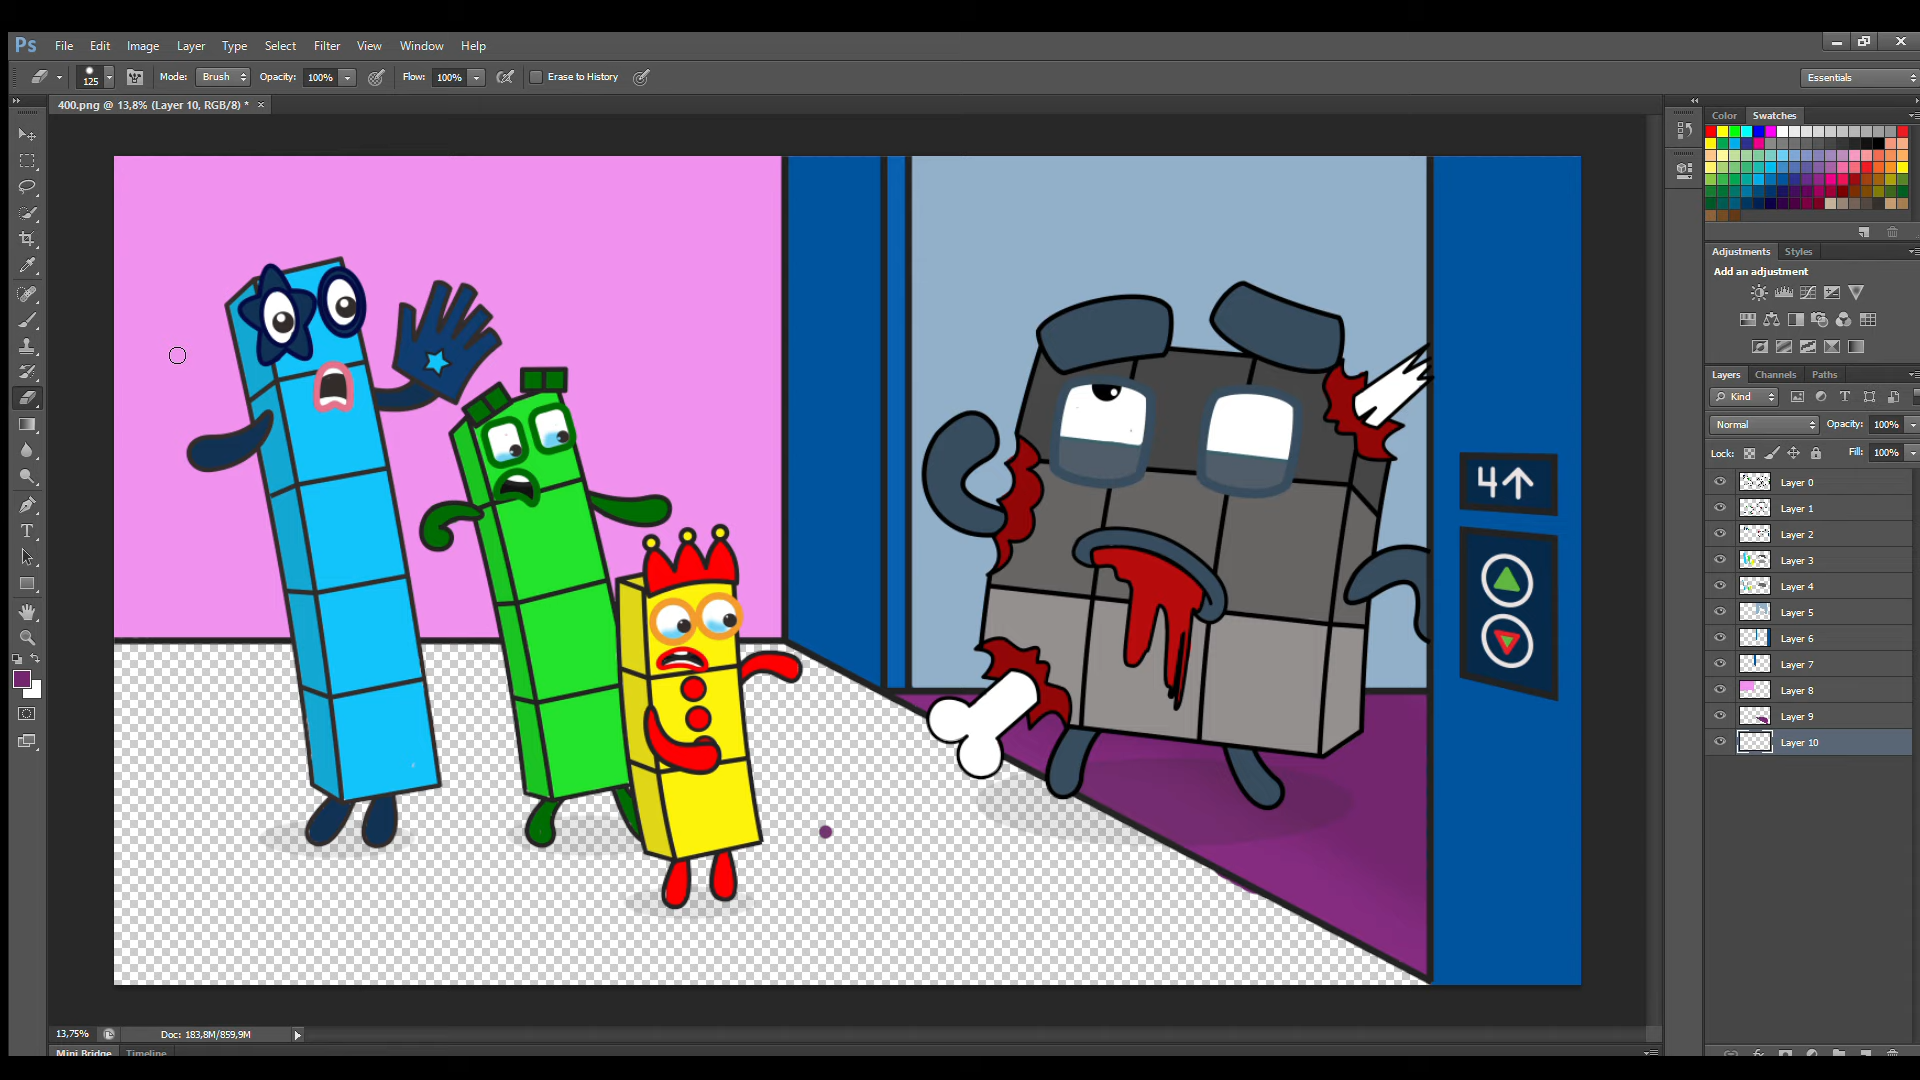 Ps File Edit Image Layer Type Select Filter View Window Help
125 Mode: Brush Opacity: 100% Flow: 100% Erase to History Essentials
400.png @ 13,8% (Layer 10, RGB/8) * ×
Color Swatches
Adjustments Styles
Add an adjustment
Layers Channels Paths
Kind
Normal Opacity: 100%
Lock: Fill: 100%
Layer 0
Layer 1
Layer 2
Layer 3
Layer 4
Layer 5
Layer 6
Layer 7
Layer 8
Layer 9
Layer 10
4↑
13,75% Doc: 183,8M/859,9M
Mini Bridge Timeline